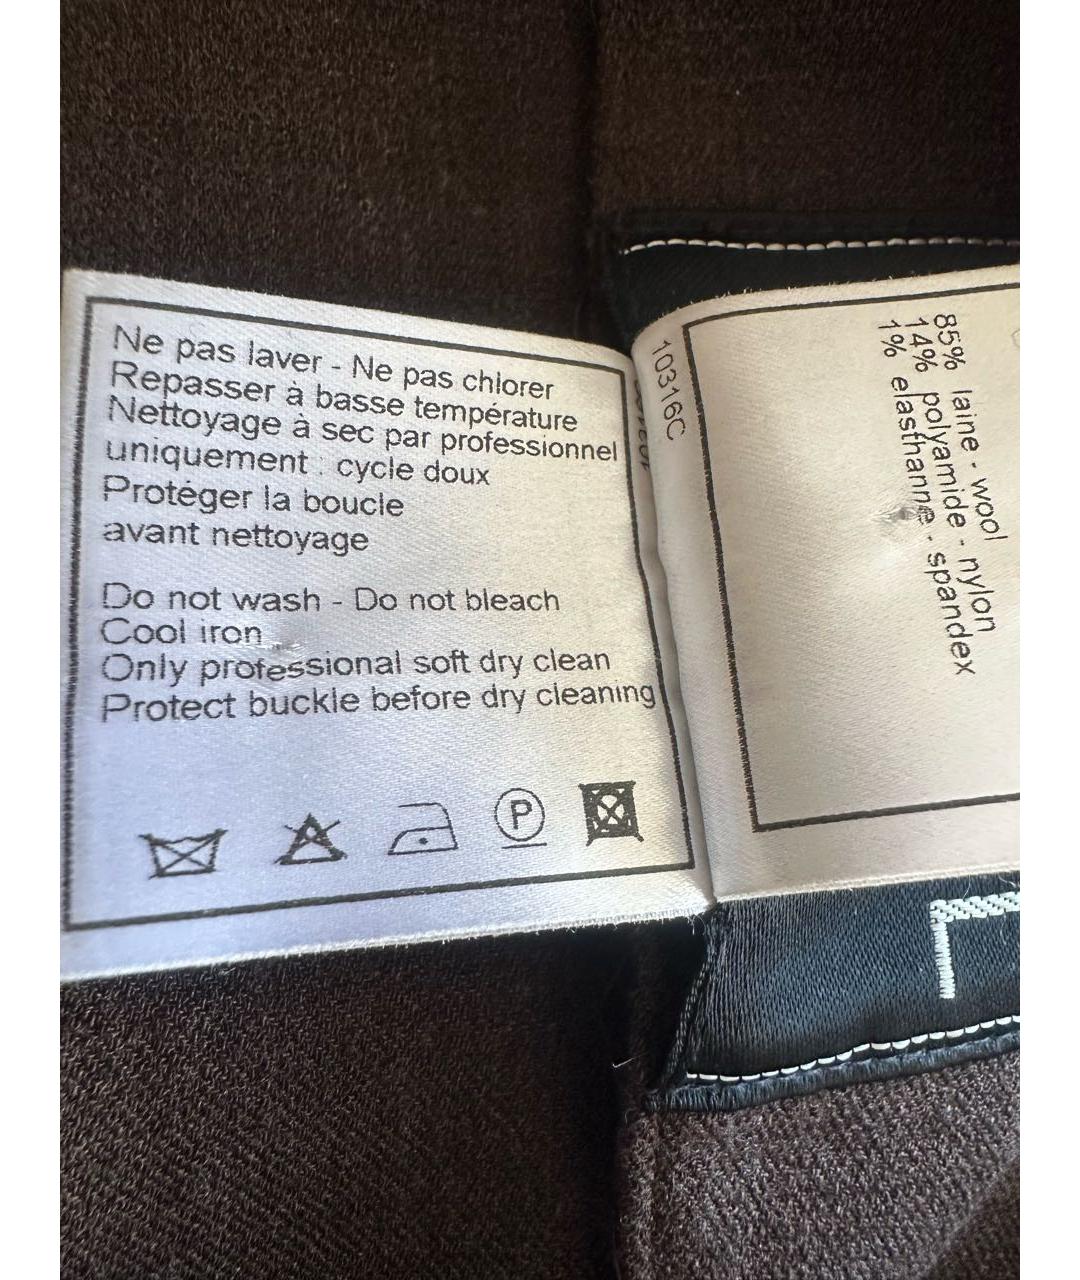 Ne pas laver - Ne pas chlorer
Repasser à basse température
Nettoyage à sec par professionnel
uniquement : cycle doux
Protéger la boucle
avant nettoyage
Do not wash - Do not bleach
Cool iron
Only professional soft dry clean
Protect buckle before dry cleaning
P
10316C
85% laine - wool
14% polyamide - nylon
1% elasthanne - spandex